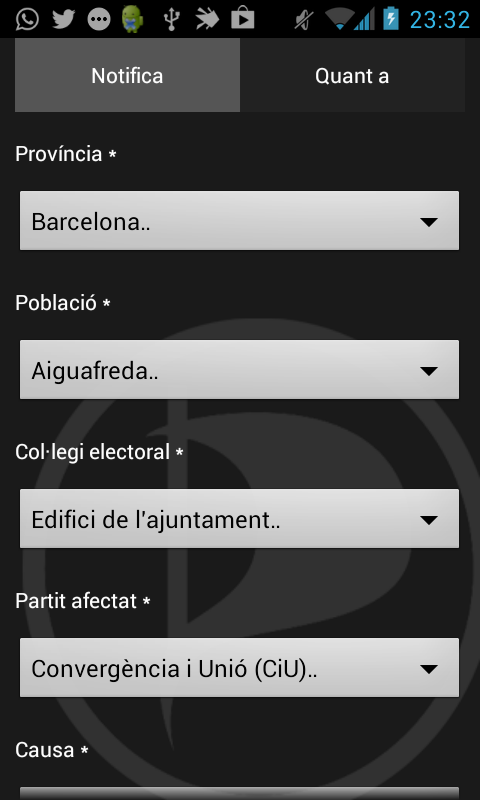 23:32
Notifica
Quant a
Província *
Barcelona..
Població *
Aiguafreda..
Col·legi electoral *
Edifici de l'ajuntament..
Partit afectat *
Convergència i Unió (CiU)..
Causa *